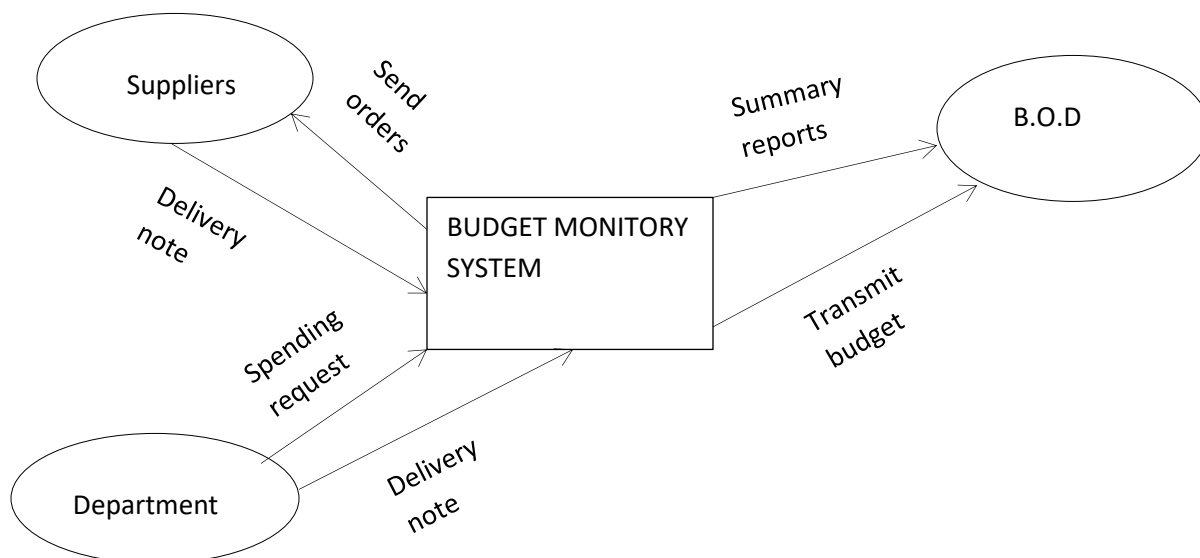 Suppliers
Send
orders
Summary
reports
B.O.D
Delivery
note
BUDGET MONITORY
SYSTEM
Spending
request
Transmit
budget
Department
Delivery
note